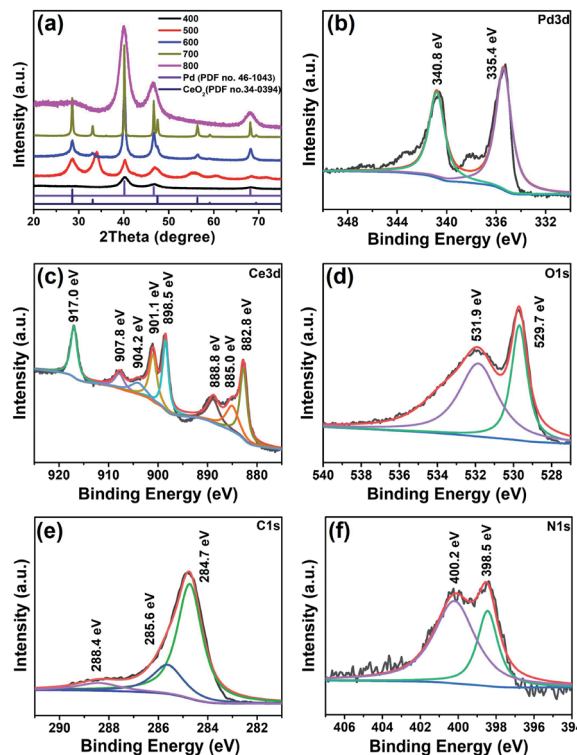 (a)
400
500
600
700
800
Pd (PDF no. 46-1043)
CeO2(PDF no.34-0394)
Intensity (a.u.)
20 30 40 50 60 70
2Theta (degree)
(b)
Pd3d
340.8 eV
335.4 eV
Intensity (a.u.)
348 344 340 336 332
Binding Energy (eV)
(c)
Ce3d
917.0 eV
907.8 eV
904.2 eV
901.1 eV
898.5 eV
888.8 eV
885.0 eV
882.8 eV
Intensity (a.u.)
920 910 900 890 880
Binding Energy (eV)
(d)
O1s
531.9 eV
529.7 eV
Intensity (a.u.)
540 538 536 534 532 530 528
Binding Energy (eV)
(e)
C1s
288.4 eV
285.6 eV
284.7 eV
Intensity (a.u.)
290 288 286 284 282
Binding Energy (eV)
(f)
N1s
400.2 eV
398.5 eV
Intensity (a.u.)
406 404 402 400 398 396 394
Binding Energy (eV)